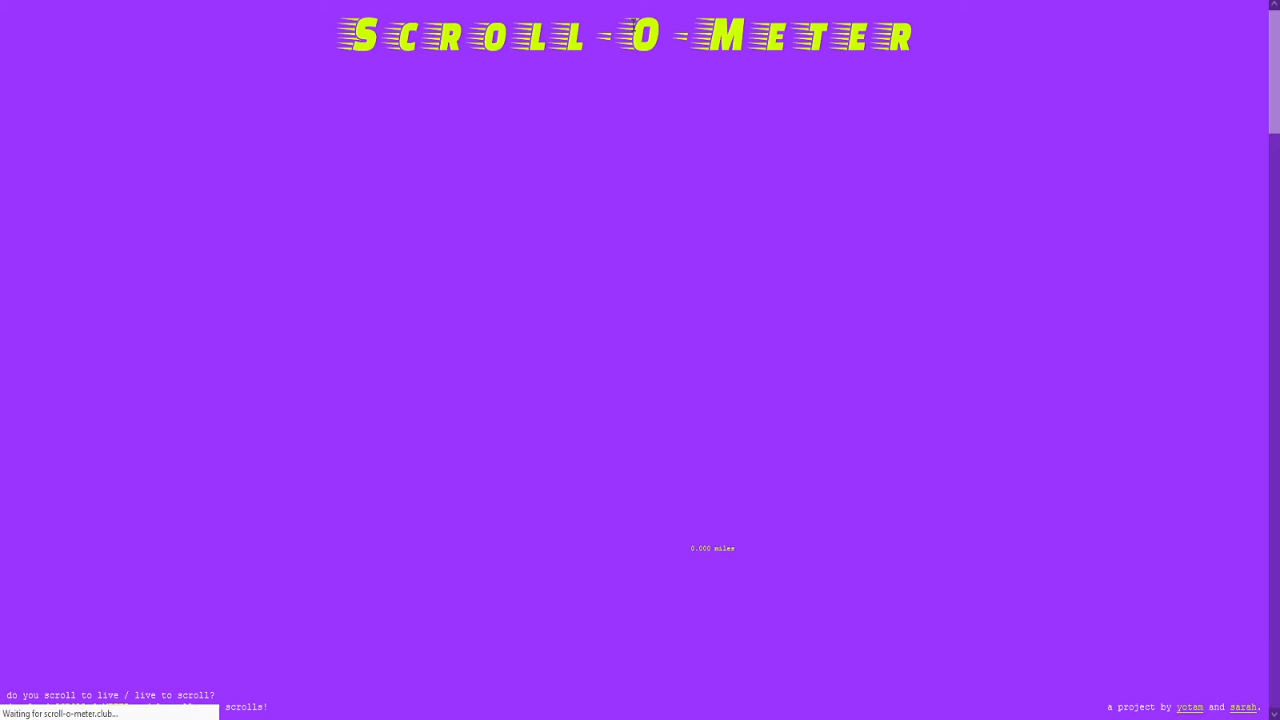 Scroll-O-Meter
0.000 miles
do you scroll to live / live to scroll?
scrolls!
Waiting for scroll-o-meter.club...
a project by yotam and sarah.